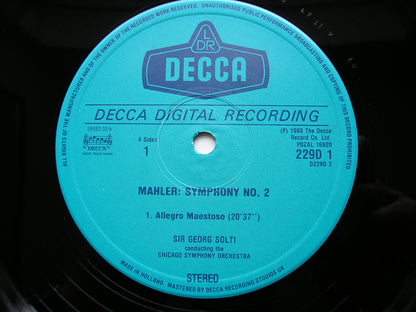 ALL RIGHTS OF THE MANUFACTURER AND OF THE OWNER OF THE RECORDED WORK RESERVED. UNAUTHORISED PUBLIC PERFORMANCE BROADCASTING AND COPYING OF THIS RECORD PROHIBITED
L
DR
DECCA
DECCA DIGITAL RECORDING
SPEED 33⅓
DECCA
4 Sides
1
(P) 1980 The Decca
Record Co. Ltd.
PDZAL 16920
229D 1
D229D 2
MAHLER: SYMPHONY NO. 2
1. Allegro Maestoso (20'37'')
SIR GEORG SOLTI
conducting the
CHICAGO SYMPHONY ORCHESTRA
STEREO
MADE IN HOLLAND. MASTERED BY DECCA RECORDING STUDIOS UK